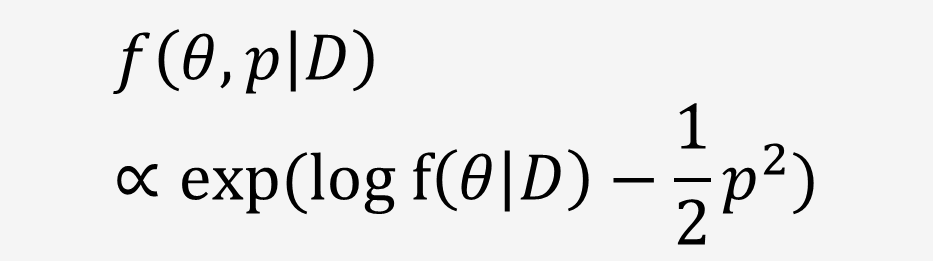 f(θ,p|D)
∝ exp(log f(θ|D) − 1/2 p²)